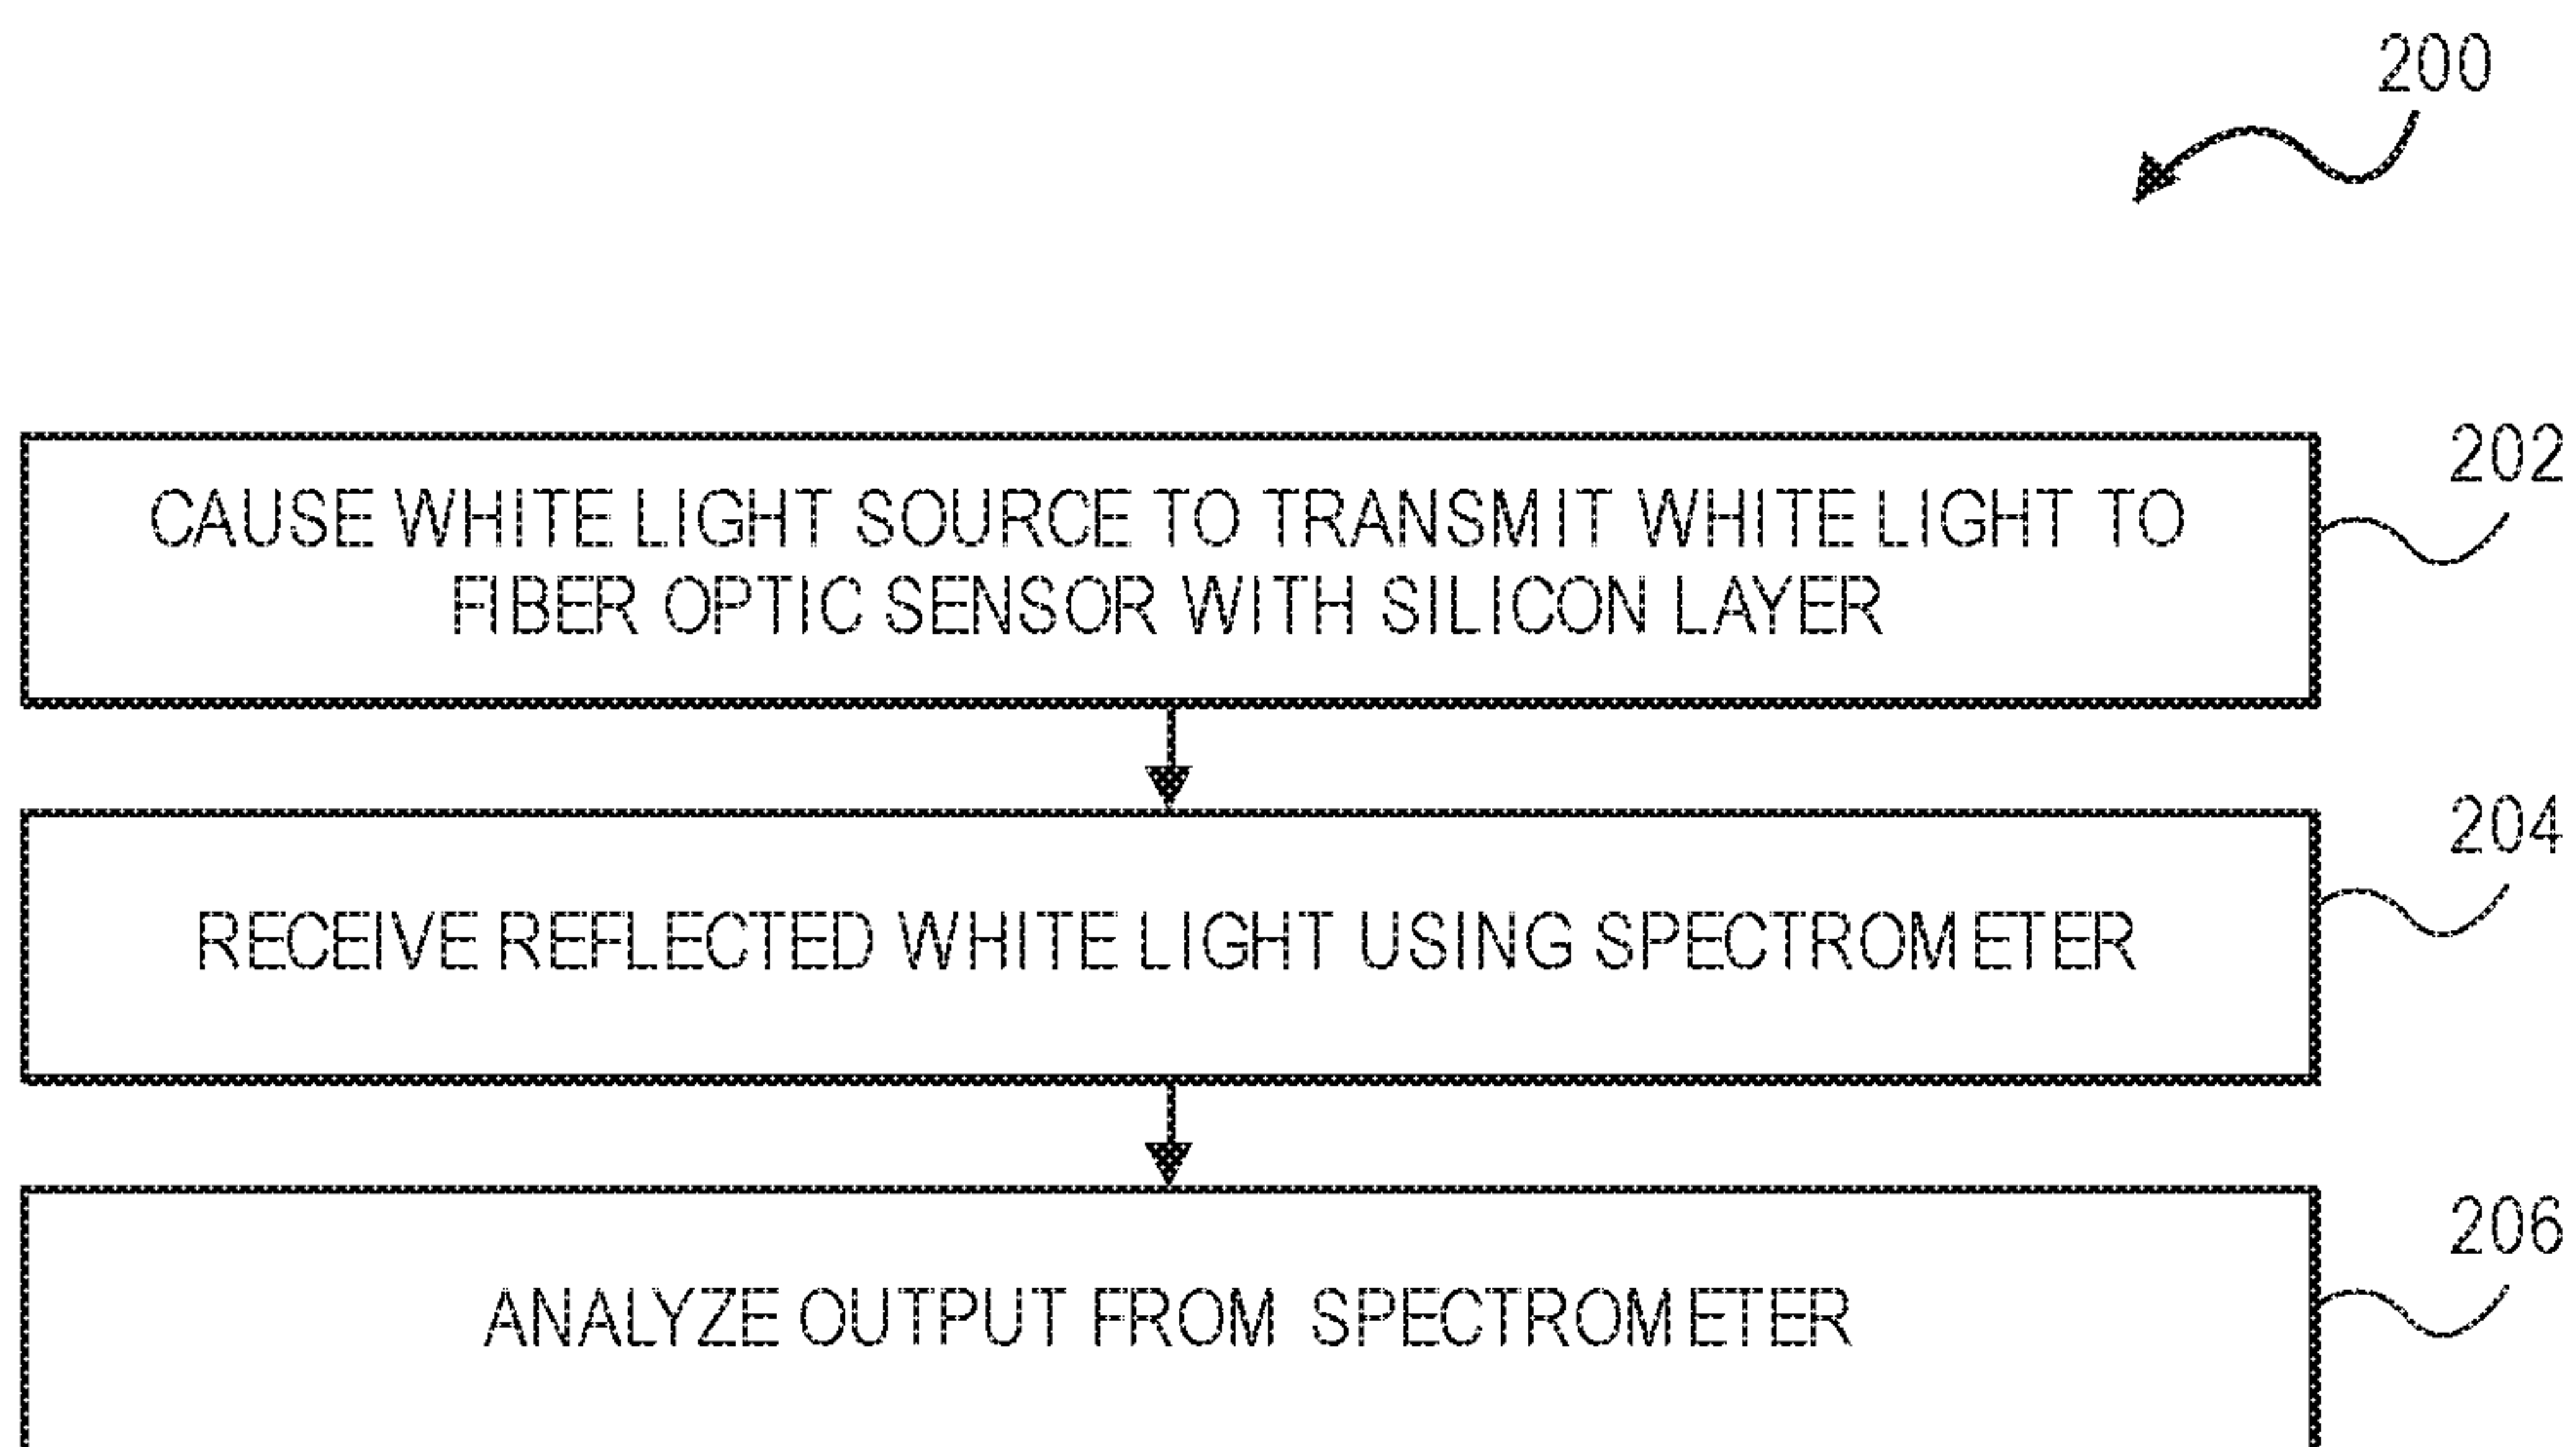 200
202
CAUSE WHITE LIGHT SOURCE TO TRANSMIT WHITE LIGHT TO
FIBER OPTIC SENSOR WITH SILICON LAYER
204
RECEIVE REFLECTED WHITE LIGHT USING SPECTROMETER
206
ANALYZE OUTPUT FROM SPECTROMETER